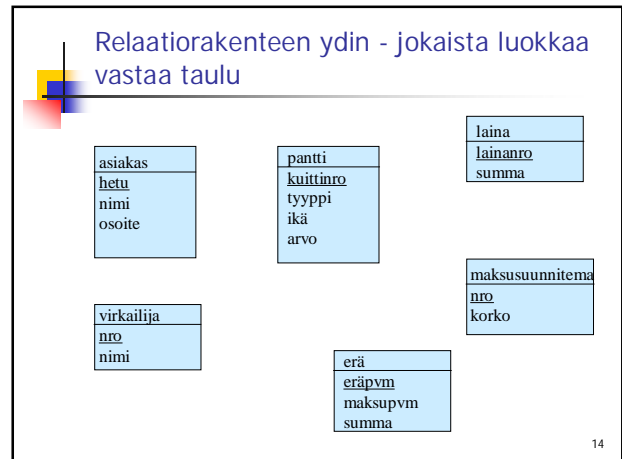 Relaatiorakenteen ydin - jokaista luokkaa
vastaa taulu
asiakas
hetu
nimi
osoite
pantti
kuittinro
tyyppi
ikä
arvo
laina
lainanro
summa
maksusuunnitema
nro
korko
virkailija
nro
nimi
erä
eräpvm
maksupvm
summa
14